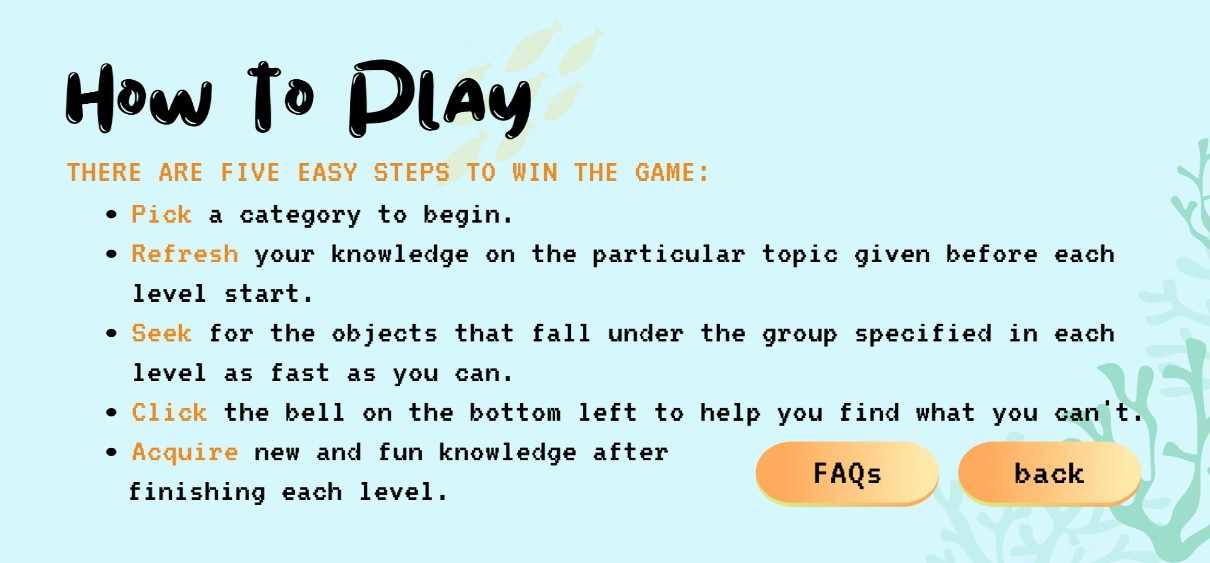 How to Play
THERE ARE FIVE EASY STEPS TO WIN THE GAME:
• Pick a category to begin.
• Refresh your knowledge on the particular topic given before each
level start.
• Seek for the objects that fall under the group specified in each
level as fast as you can.
• Click the bell on the bottom left to help you find what you can't.
• Acquire new and fun knowledge after
finishing each level.
FAQs
back